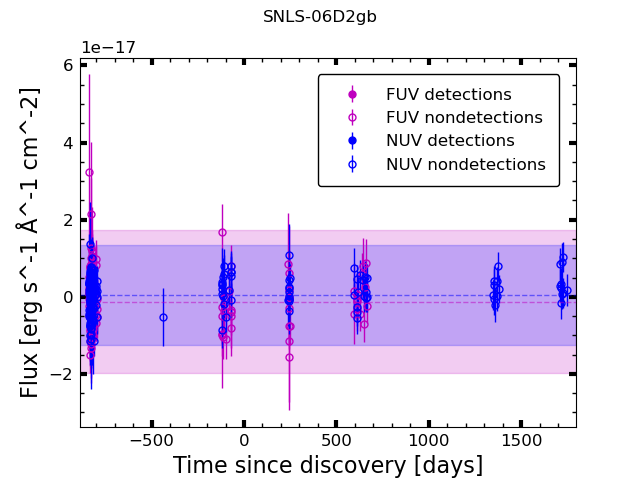 SNLS-06D2gb
1e−17
6
4
2
0
−2
Flux [erg s^-1 Å^-1 cm^-2]
FUV detections
FUV nondetections
NUV detections
NUV nondetections
−500 0 500 1000 1500
Time since discovery [days]